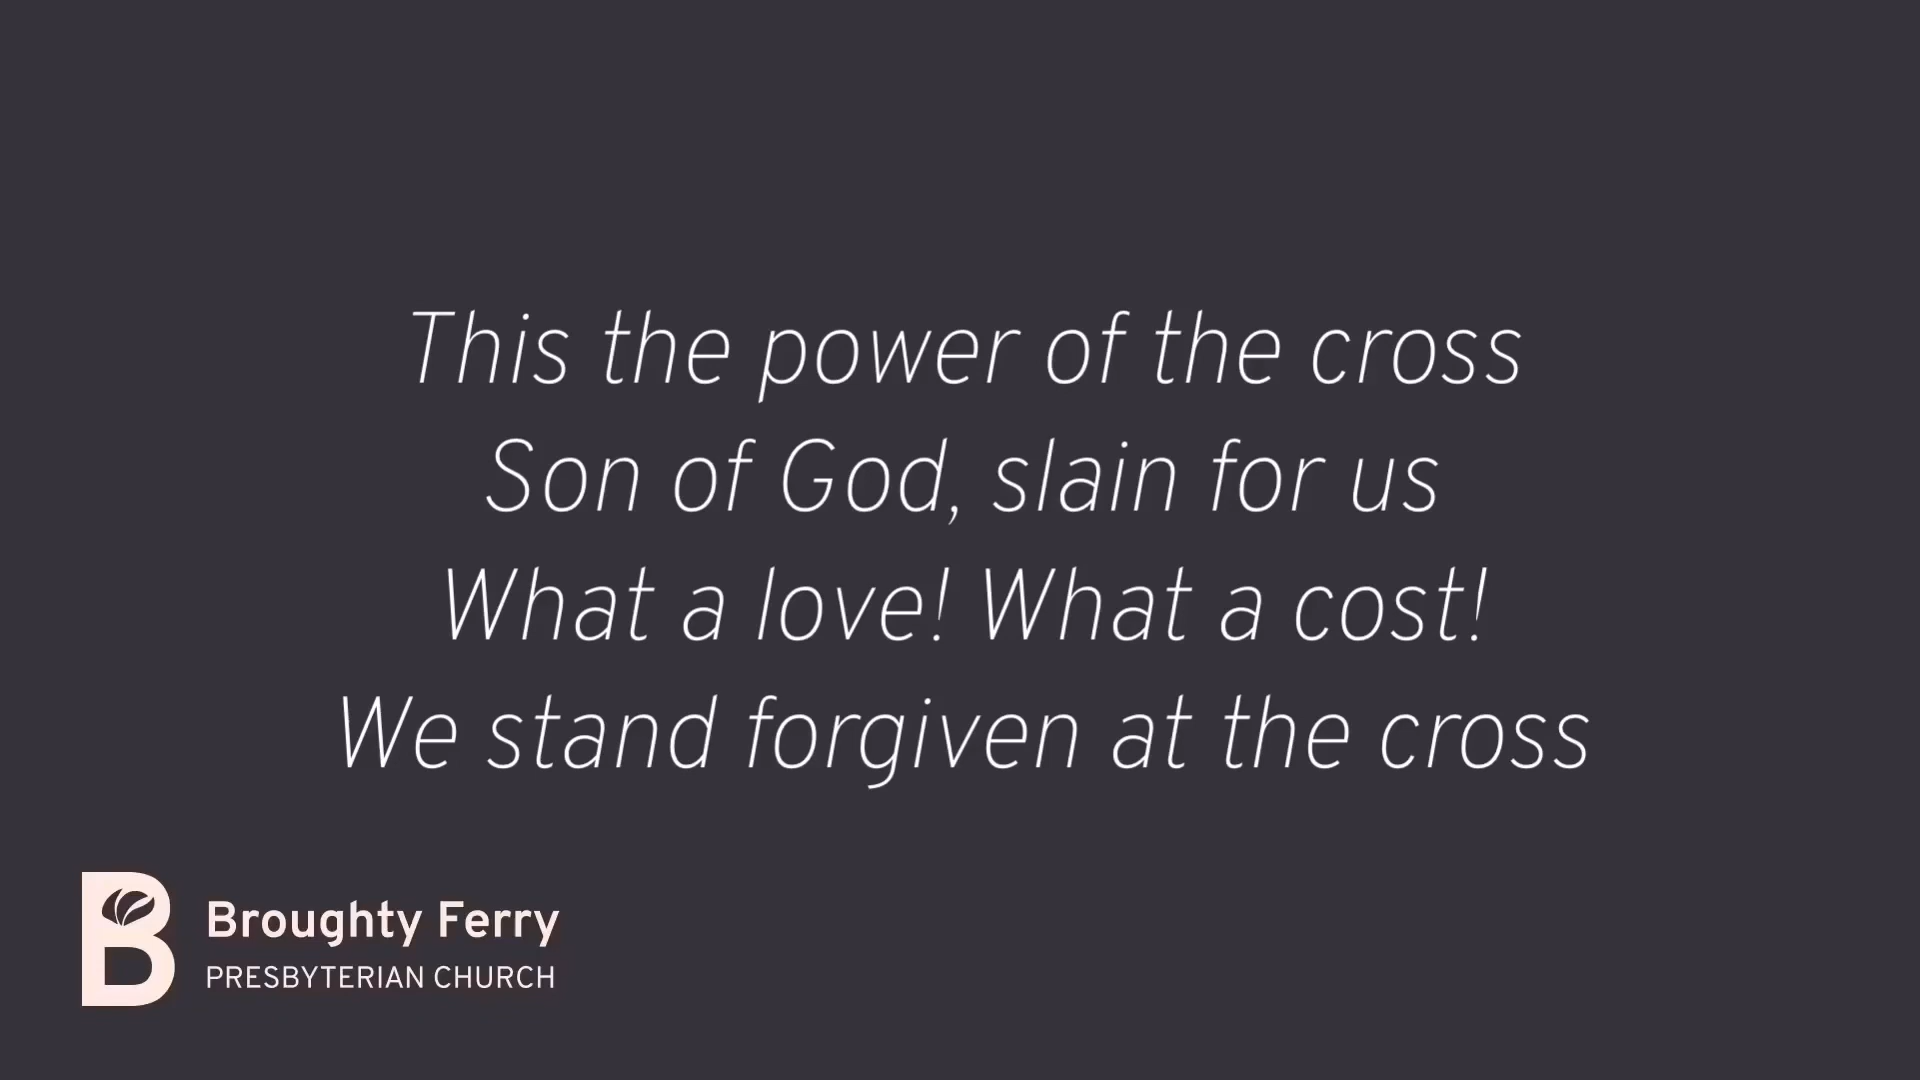 This the power of the cross
Son of God, slain for us
What a love! What a cost!
We stand forgiven at the cross
Broughty Ferry
PRESBYTERIAN CHURCH